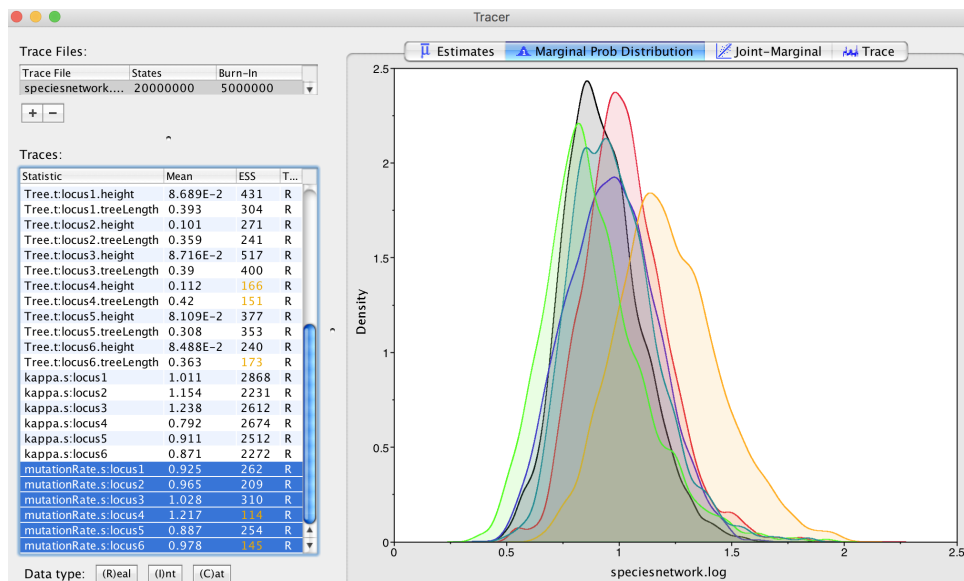 Tracer
Trace Files:
Trace File States Burn-In
speciesnetwork.... 20000000 5000000
+ −
Traces:
Statistic Mean ESS T...
Tree.t:locus1.height 8.689E-2 431 R
Tree.t:locus1.treeLength 0.393 304 R
Tree.t:locus2.height 0.101 271 R
Tree.t:locus2.treeLength 0.359 241 R
Tree.t:locus3.height 8.716E-2 517 R
Tree.t:locus3.treeLength 0.39 400 R
Tree.t:locus4.height 0.112 166 R
Tree.t:locus4.treeLength 0.42 151 R
Tree.t:locus5.height 8.109E-2 377 R
Tree.t:locus5.treeLength 0.308 353 R
Tree.t:locus6.height 8.488E-2 240 R
Tree.t:locus6.treeLength 0.363 173 R
kappa.s:locus1 1.011 2868 R
kappa.s:locus2 1.154 2231 R
kappa.s:locus3 1.238 2612 R
kappa.s:locus4 0.792 2674 R
kappa.s:locus5 0.911 2512 R
kappa.s:locus6 0.871 2272 R
mutationRate.s:locus1 0.925 262 R
mutationRate.s:locus2 0.965 209 R
mutationRate.s:locus3 1.028 310 R
mutationRate.s:locus4 1.217 114 R
mutationRate.s:locus5 0.887 254 R
mutationRate.s:locus6 0.978 145 R
Data type: (R)eal (I)nt (C)at
Estimates Marginal Prob Distribution Joint-Marginal Trace
2.5
2
1.5
1
0.5
0
Density
0 0.5 1 1.5 2 2.5
speciesnetwork.log